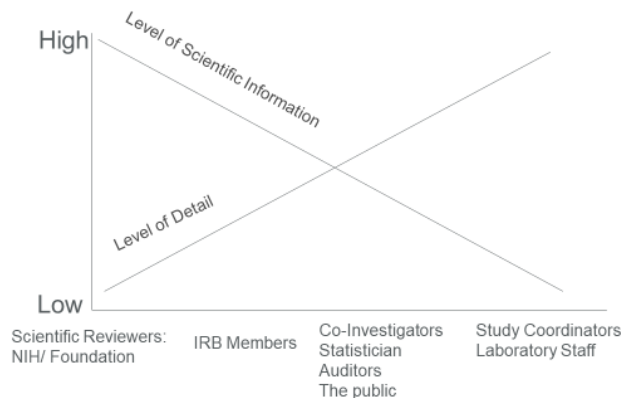 High
Level of Scientific Information
Level of Detail
Low
Scientific Reviewers:
NIH/ Foundation
IRB Members
Co-Investigators
Statistician
Auditors
The public
Study Coordinators
Laboratory Staff